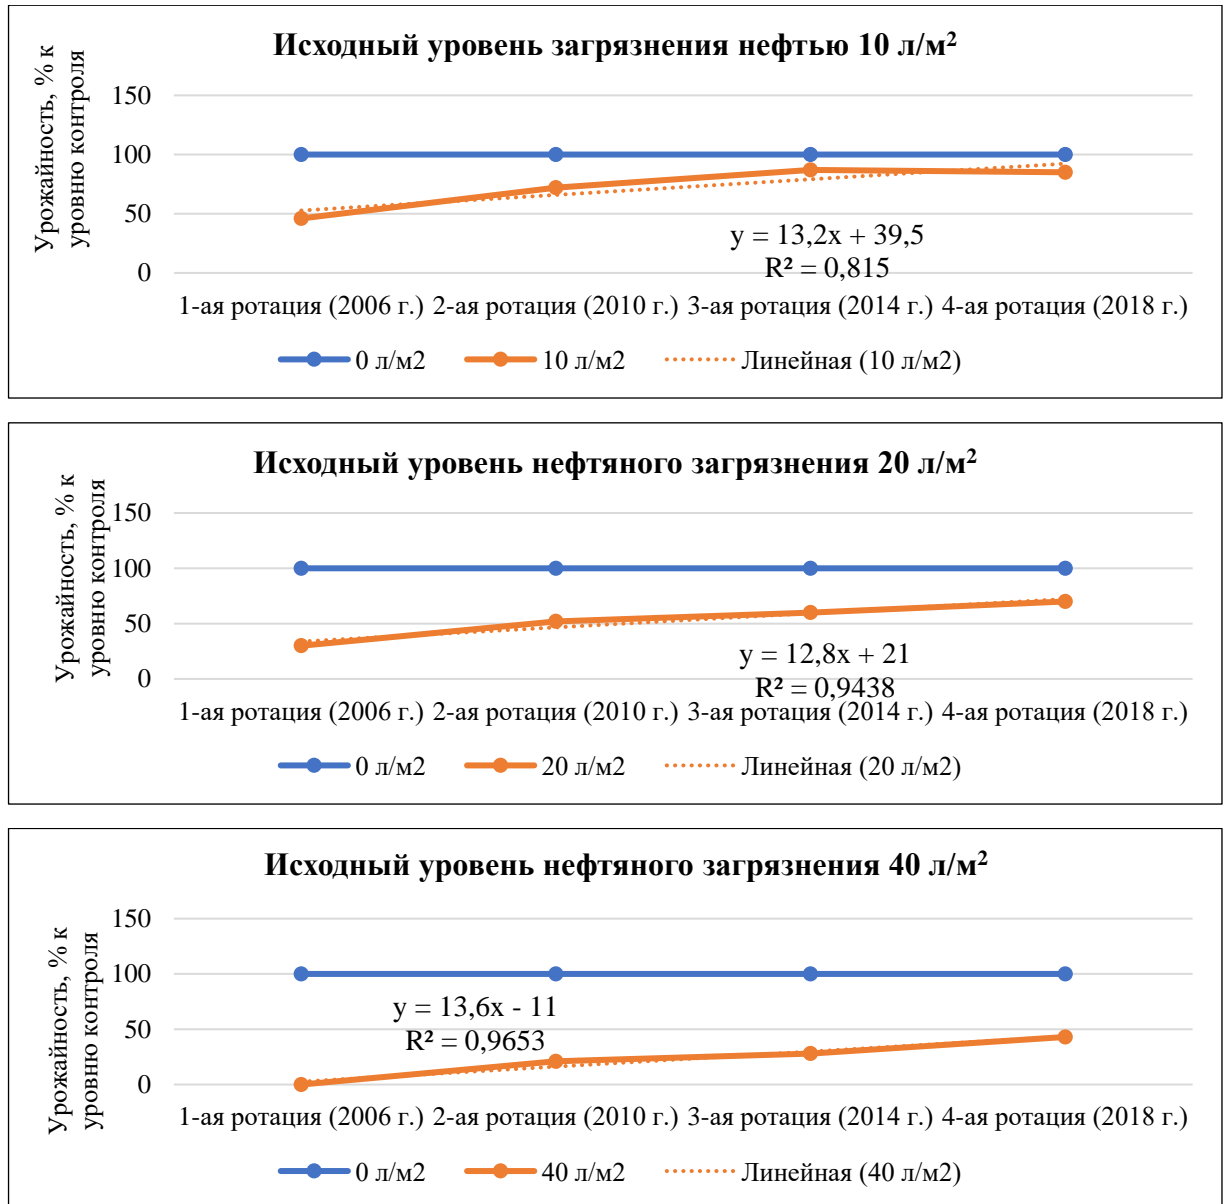 Исходный уровень загрязнения нефтью 10 л/м²
Урожайность, % к
уровню контроля
150
100
50
0
y = 13,2x + 39,5
R² = 0,815
1-ая ротация (2006 г.) 2-ая ротация (2010 г.) 3-ая ротация (2014 г.) 4-ая ротация (2018 г.)
0 л/м2 10 л/м2 Линейная (10 л/м2)
Исходный уровень нефтяного загрязнения 20 л/м²
Урожайность, % к
уровню контроля
150
100
50
0
y = 12,8x + 21
R² = 0,9438
1-ая ротация (2006 г.) 2-ая ротация (2010 г.) 3-ая ротация (2014 г.) 4-ая ротация (2018 г.)
0 л/м2 20 л/м2 Линейная (20 л/м2)
Исходный уровень нефтяного загрязнения 40 л/м²
Урожайность, % к
уровню контроля
150
100
50
0
y = 13,6x - 11
R² = 0,9653
1-ая ротация (2006 г.) 2-ая ротация (2010 г.) 3-ая ротация (2014 г.) 4-ая ротация (2018 г.)
0 л/м2 40 л/м2 Линейная (40 л/м2)